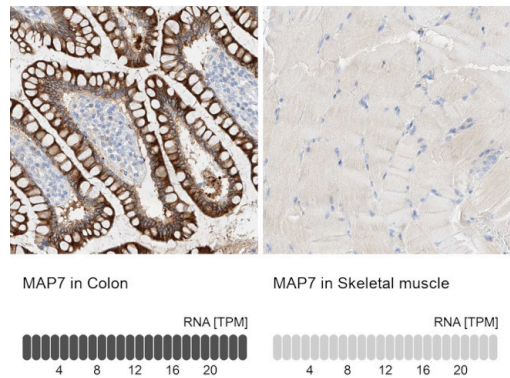 MAP7 in Colon
RNA [TPM]
4 8 12 16 20
MAP7 in Skeletal muscle
RNA [TPM]
4 8 12 16 20